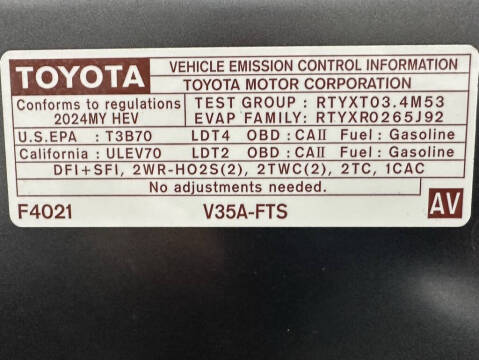 TOYOTA
VEHICLE EMISSION CONTROL INFORMATION
TOYOTA MOTOR CORPORATION
Conforms to regulations
2024MY HEV
TEST GROUP : RTYXT03.4M53
EVAP FAMILY: RTYXR0265J92
U.S.EPA : T3B70 LDT4 OBD : CAII Fuel : Gasoline
California : ULEV70 LDT2 OBD : CAII Fuel : Gasoline
DFI+SFI, 2WR-HO2S(2), 2TWC(2), 2TC, 1CAC
No adjustments needed.
F4021 V35A-FTS AV